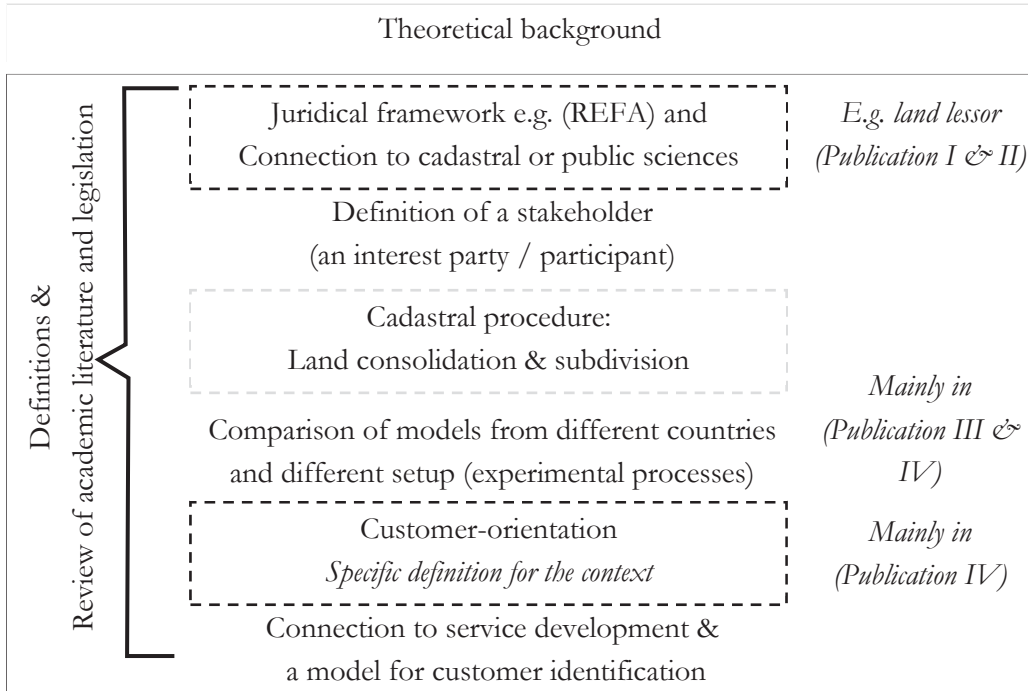 Theoretical background
Definitions &
Review of academic literature and legislation
Juridical framework e.g. (REFA) and
Connection to cadastral or public sciences
E.g. land lessor
(Publication I & II)
Definition of a stakeholder
(an interest party / participant)
Cadastral procedure:
Land consolidation & subdivision
Comparison of models from different countries
and different setup (experimental processes)
Mainly in
(Publication III &
IV)
Customer-orientation
Specific definition for the context
Mainly in
(Publication IV)
Connection to service development &
a model for customer identification